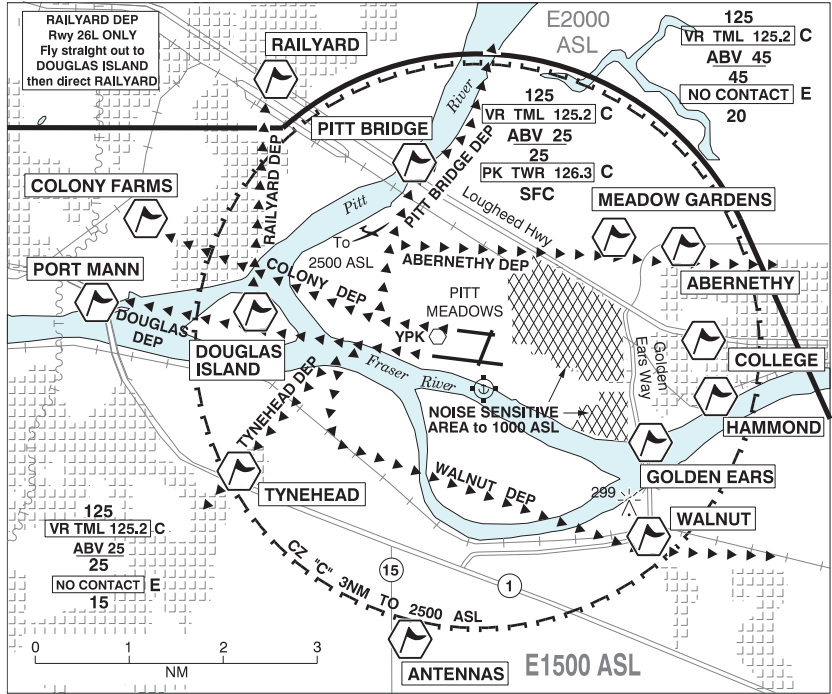 RAILYARD DEP
Rwy 26L ONLY
Fly straight out to
DOUGLAS ISLAND
then direct RAILYARD
RAILYARD
E2000
ASL
125
VR TML 125.2 C
ABV 45
45
NO CONTACT E
20
River
125
VR TML 125.2 C
ABV 25
25
PK TWR 126.3 C
SFC
PITT BRIDGE
PITT BRIDGE DEP
RAILYARD DEP
COLONY FARMS
Pitt
Lougheed Hwy
MEADOW GARDENS
To
2500 ASL
ABERNETHY DEP
PORT MANN
COLONY DEP
ABERNETHY
PITT
MEADOWS
DOUGLAS
DEP
YPK
DOUGLAS
ISLAND
Golden
Ears Way
COLLEGE
Fraser River
TYNEHEAD DEP
NOISE SENSITIVE
AREA to 1000 ASL
HAMMOND
WALNUT DEP
GOLDEN EARS
TYNEHEAD
299
WALNUT
125
VR TML 125.2 C
ABV 25
25
NO CONTACT E
15
CZ "C" 3NM TO 2500 ASL
15
1
0 1 2 3
NM
ANTENNAS
E1500 ASL